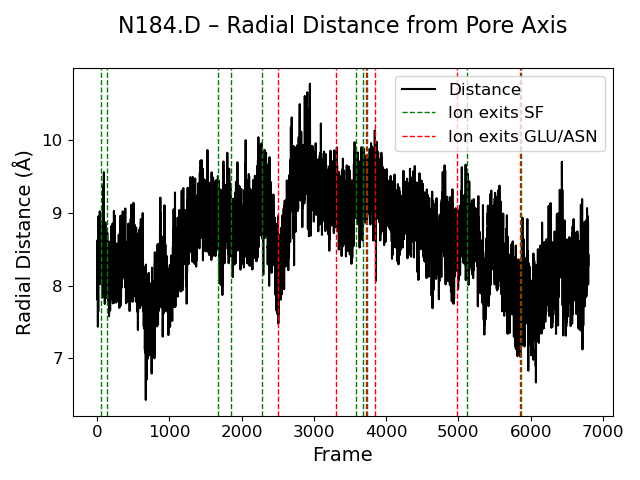 N184.D – Radial Distance from Pore Axis
Distance
Ion exits SF
Ion exits GLU/ASN
Radial Distance (Å)
10
9
8
7
0 1000 2000 3000 4000 5000 6000 7000
Frame